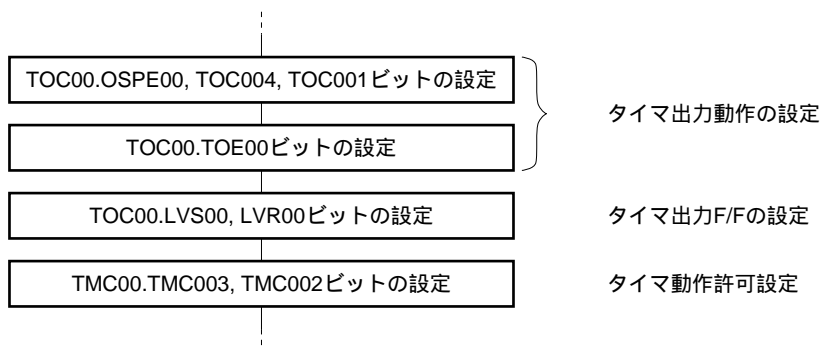 TOC00.OSPE00, TOC004, TOC001ビットの設定
タイマ出力動作の設定
TOC00.TOE00ビットの設定
TOC00.LVS00, LVR00ビットの設定
タイマ出力F/Fの設定
TMC00.TMC003, TMC002ビットの設定
タイマ動作許可設定